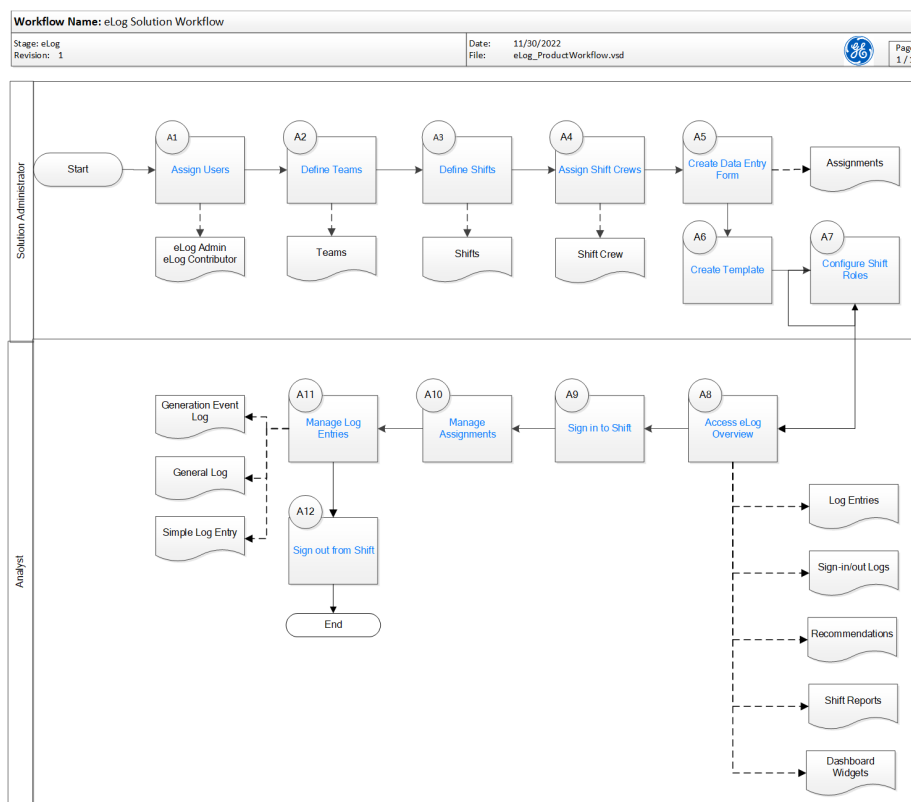 Workflow Name: eLog Solution Workflow
Stage: eLog
Revision: 1
Date: 11/30/2022
File: eLog_ProductWorkflow.vsd
Page
1 /
Solution Administrator
Start
A1
Assign Users
A2
Define Teams
A3
Define Shifts
A4
Assign Shift Crews
A5
Create Data Entry
Form
Assignments
eLog Admin
eLog Contributor
Teams
Shifts
Shift Crew
A6
Create Template
A7
Configure Shift
Roles
Analyst
Generation Event
Log
General Log
Simple Log Entry
A11
Manage Log
Entries
A10
Manage
Assignments
A9
Sign in to Shift
A8
Access eLog
Overview
A12
Sign out from Shift
End
Log Entries
Sign-in/out Logs
Recommendations
Shift Reports
Dashboard
Widgets